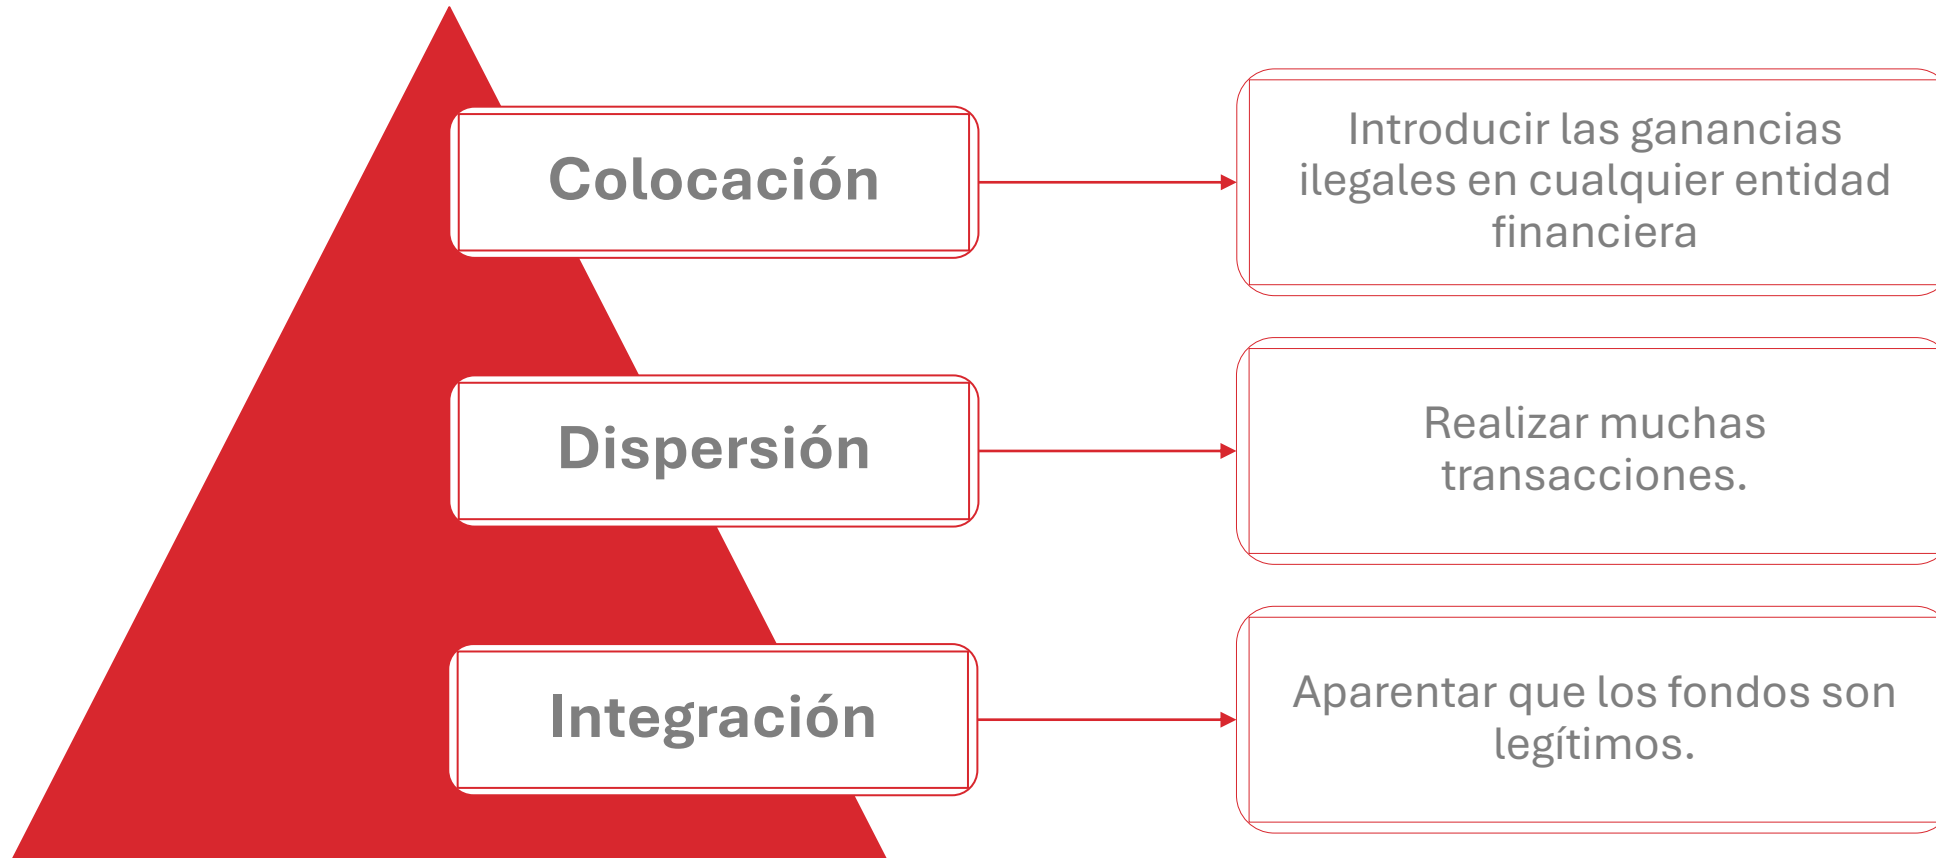 Colocación
Introducir las ganancias
ilegales en cualquier entidad
financiera
Dispersión
Realizar muchas
transacciones.
Integración
Aparentar que los fondos son
legítimos.